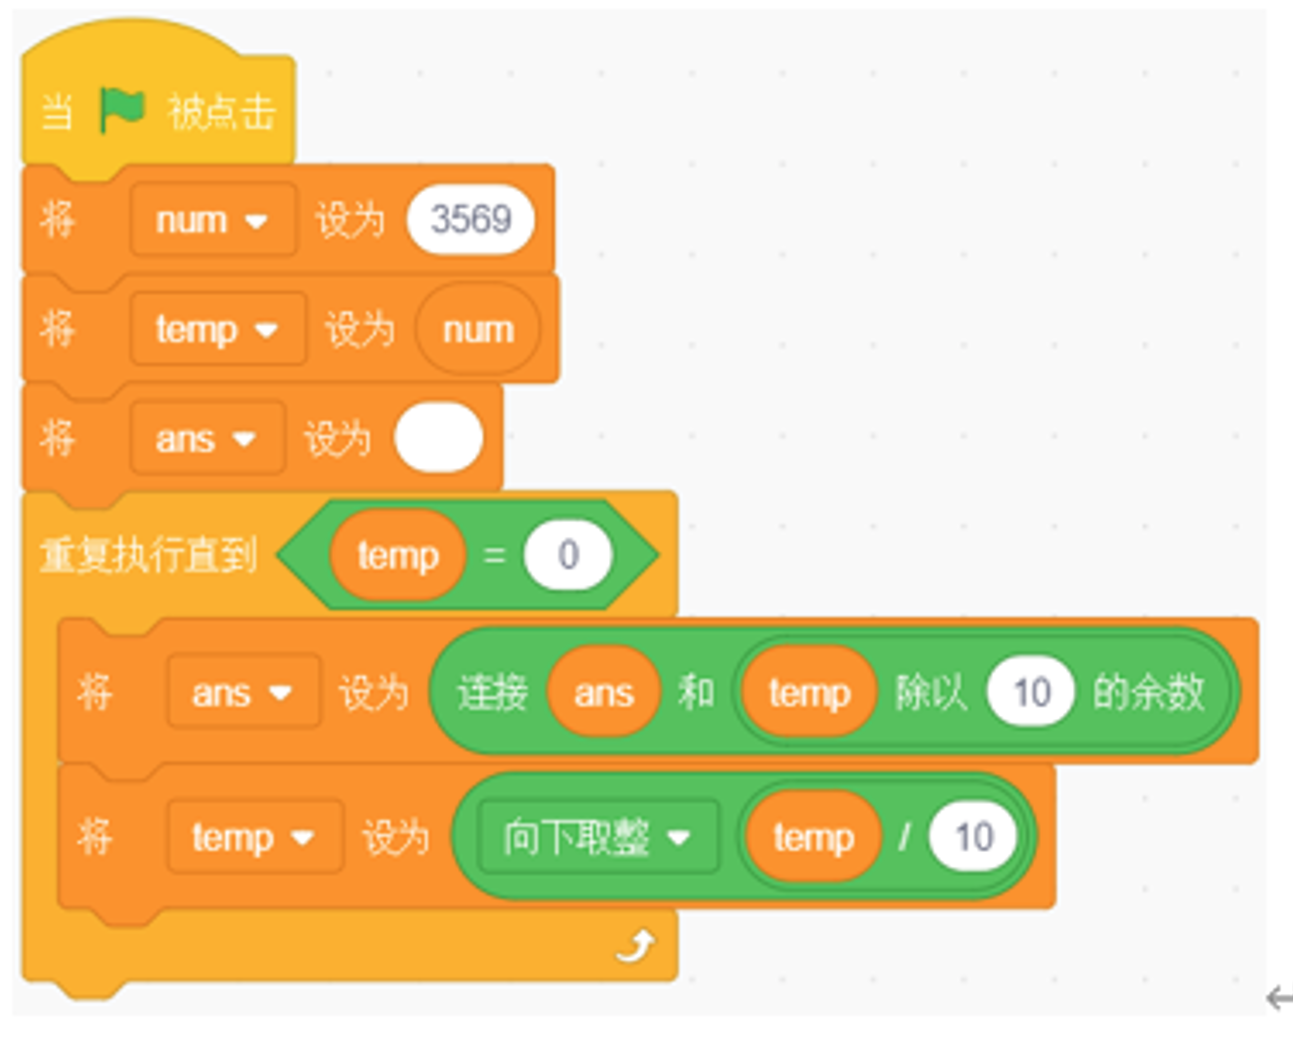 当 被点击
将 num 设为 3569
将 temp 设为 num
将 ans 设为
重复执行直到 temp = 0
将 ans 设为 连接 ans 和 temp 除以 10 的余数
将 temp 设为 向下取整 temp / 10